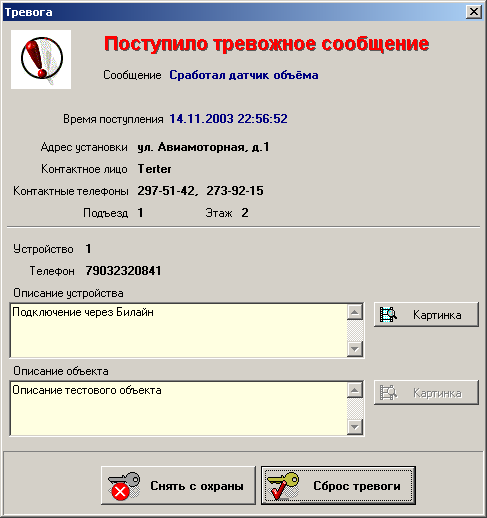 Тревога
Поступило тревожное сообщение
Сообщение Сработал датчик объёма
Время поступления 14.11.2003 22:56:52
Адрес установки ул. Авиамоторная, д.1
Контактное лицо Terter
Контактные телефоны 297-51-42, 273-92-15
Подъезд 1 Этаж 2
Устройство 1
Телефон 79032320841
Описание устройства
Подключение через Билайн
Картинка
Описание объекта
Описание тестового объекта
Картинка
Снять с охраны Сброс тревоги